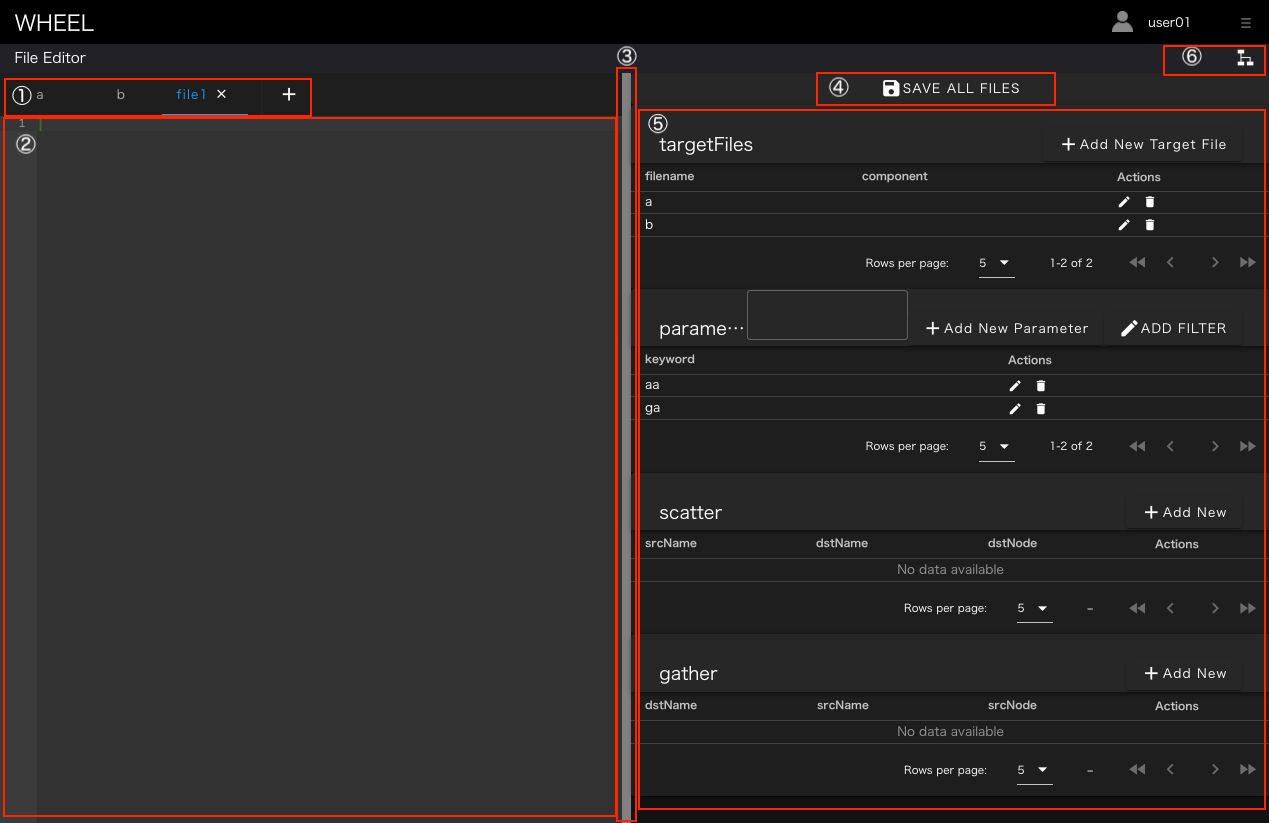 WHEEL
user01
File Editor
③
⑥
① a b file1 × +
④ SAVE ALL FILES
1
②
⑤
targetFiles
+ Add New Target File
filename component Actions
a
b
Rows per page: 5 1-2 of 2
parame…
+ Add New Parameter
ADD FILTER
keyword Actions
aa
ga
Rows per page: 5 1-2 of 2
scatter
+ Add New
srcName dstName dstNode Actions
No data available
Rows per page: 5 –
gather
+ Add New
dstName srcName srcNode Actions
No data available
Rows per page: 5 –